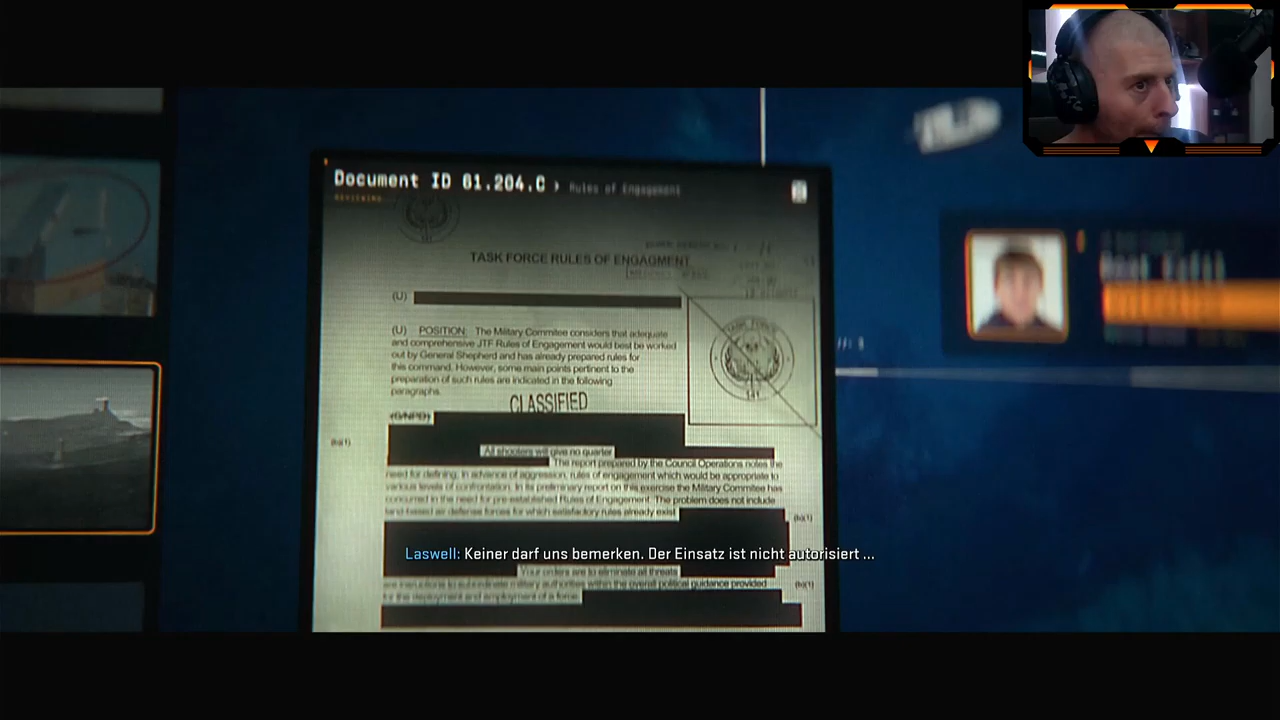 Document ID 61.204.C > Rules of Engagement
TASK FORCE RULES OF ENGAGMENT
(U)
(U) POSITION: The Military Commitee considers that adequate
and comprehensive JTF Rules of Engagement would best be worked
out by General Shepherd and has already prepared rules for
this command. However, some main points pertinent to the
preparation of such rules are indicated in the following
paragraphs.
TASK FORCE
141
CLASSIFIED
(b)(1)
All shooters will give no quarter
The report prepared by the Council Operations notes the
need for defining, in advance of aggression, rules of engagement which would be appropriate to
various levels of confrontation. In its preliminary report on this exercise the Military Commitee has
concurred in the need for pre-established Rules of Engagement. The problem does not include
land-based air defense forces for which satisfactory rules already exist
(b)(1)
Laswell: Keiner darf uns bemerken. Der Einsatz ist nicht autorisiert ...
Your orders are to eliminate all threats
are instructions to subordinate military authorities within the overall political guidance provided
(b)(1)
for the deployment and employment of a force